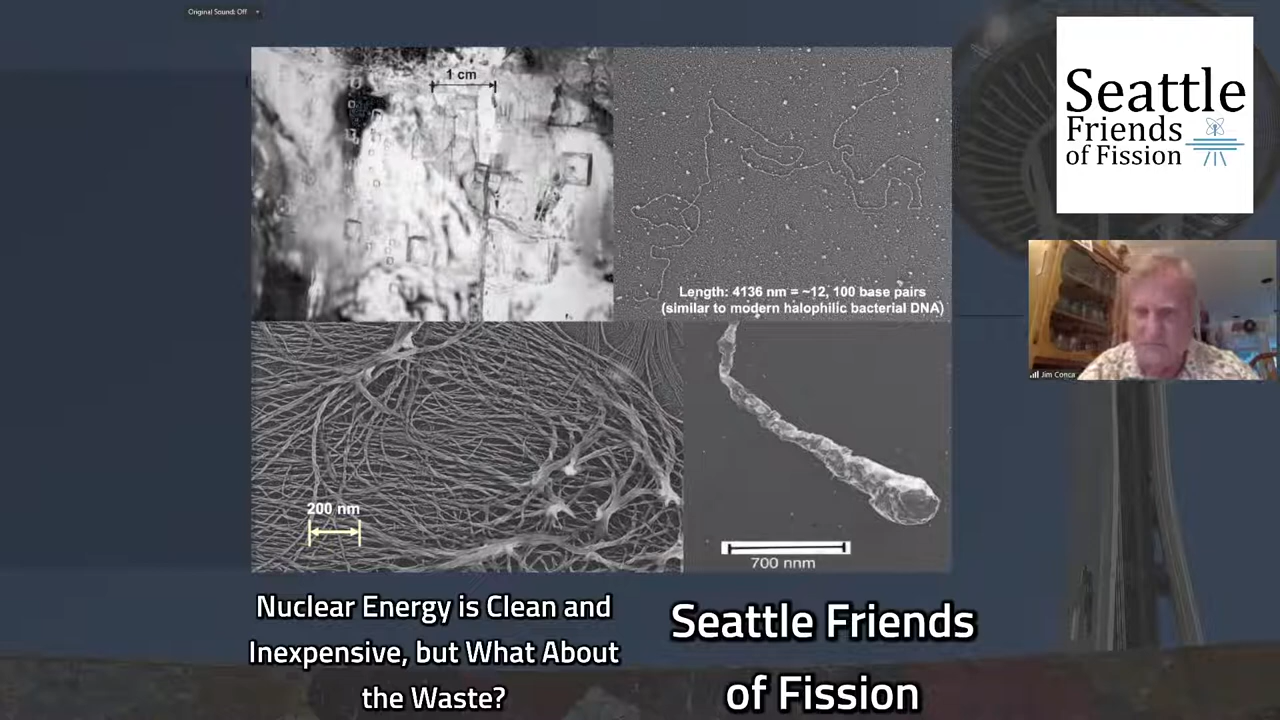 Original Sound: Off
1 cm
Length: 4136 nm = ~12, 100 base pairs
(similar to modern halophilic bacterial DNA)
200 nm
700 nnm
Seattle
Friends
of Fission
Jim Conca
Nuclear Energy is Clean and
Inexpensive, but What About
the Waste?
Seattle Friends
of Fission